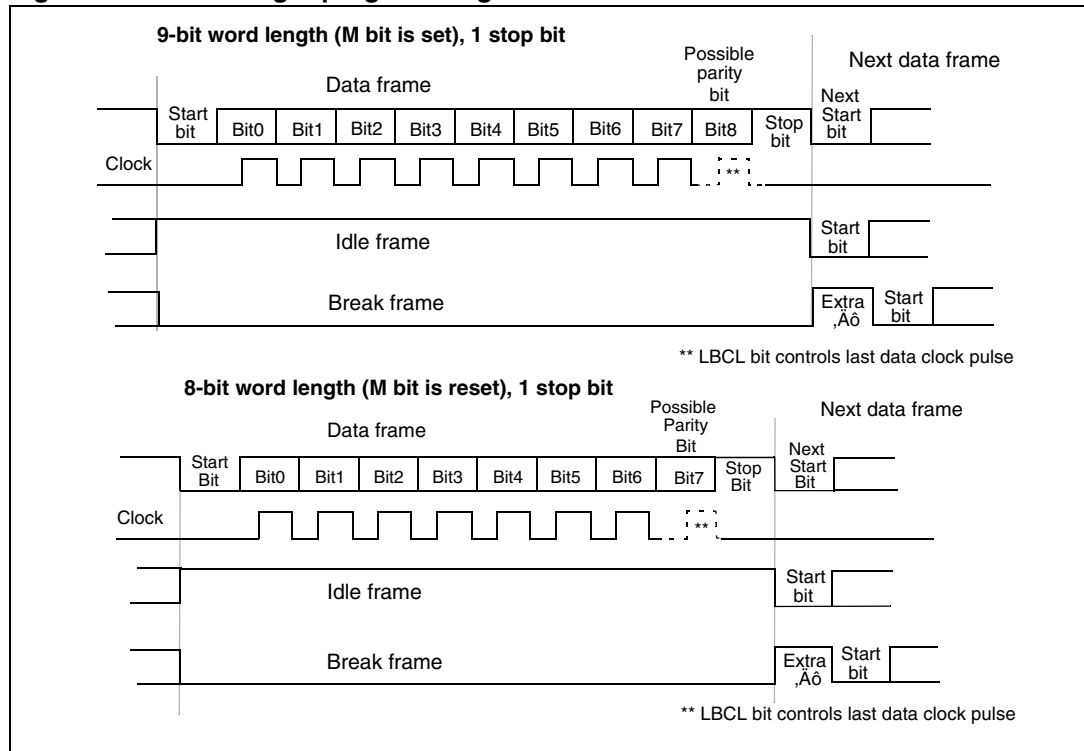 9-bit word length (M bit is set), 1 stop bit
Possible
parity
bit
Next data frame
Data frame
Next
Start
bit
Start
bit
Bit0 Bit1 Bit2 Bit3 Bit4 Bit5 Bit6 Bit7 Bit8
Stop
bit
Clock
**
Idle frame
Start
bit
Break frame
Extra
‚Äô
Start
bit
** LBCL bit controls last data clock pulse
8-bit word length (M bit is reset), 1 stop bit
Possible
Parity
Bit
Next data frame
Data frame
Next
Start
Bit
Start
Bit
Bit0 Bit1 Bit2 Bit3 Bit4 Bit5 Bit6 Bit7
Stop
Bit
Clock
**
Idle frame
Start
bit
Break frame
Extra
‚Äô
Start
bit
** LBCL bit controls last data clock pulse